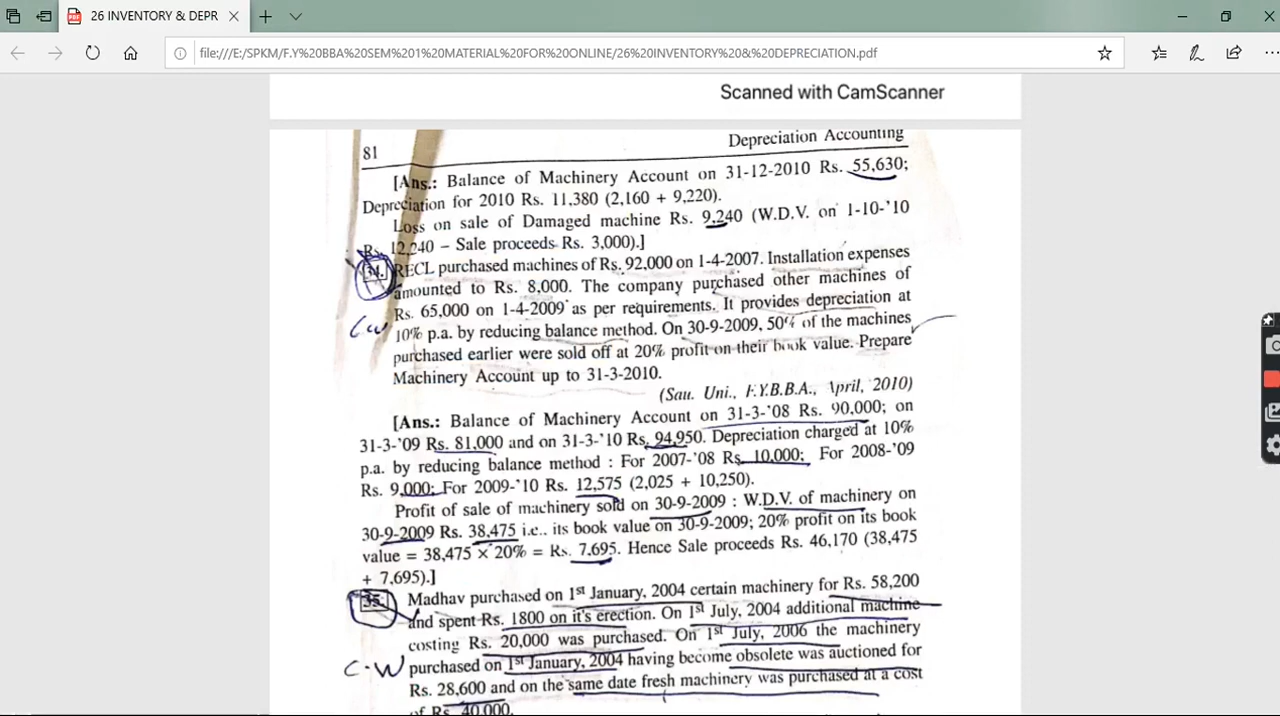 26 INVENTORY & DEPR
file:///E:/SPKM/F.Y%20BBA%20SEM%201%20MATERIAL%20FOR%20ONLINE/26%20INVENTORY%20&%20DEPRECIATION.pdf
Scanned with CamScanner
81 Depreciation Accounting
[Ans.: Balance of Machinery Account on 31-12-2010 Rs. 55,630;
Depreciation for 2010 Rs. 11,380 (2,160 + 9,220).
Loss on sale of Damaged machine Rs. 9,240 (W.D.V. on 1-10-'10
Rs. 12,240 – Sale proceeds Rs. 3,000).]
34. RECL purchased machines of Rs. 92,000 on 1-4-2007. Installation expenses
amounted to Rs. 8,000. The company purchased other machines of
Rs. 65,000 on 1-4-2009 as per requirements. It provides depreciation at
CW 10% p.a. by reducing balance method. On 30-9-2009, 50% of the machines
purchased earlier were sold off at 20% profit on their book value. Prepare
Machinery Account up to 31-3-2010.
(Sau. Uni., F.Y.B.B.A., April, 2010)
[Ans.: Balance of Machinery Account on 31-3-'08 Rs. 90,000; on
31-3-'09 Rs. 81,000 and on 31-3-'10 Rs. 94,950. Depreciation charged at 10%
p.a. by reducing balance method : For 2007-'08 Rs. 10,000; For 2008-'09
Rs. 9,000; For 2009-'10 Rs. 12,575 (2,025 + 10,250).
Profit of sale of machinery sold on 30-9-2009 : W.D.V. of machinery on
30-9-2009 Rs. 38,475 i.e., its book value on 30-9-2009; 20% profit on its book
value = 38,475 × 20% = Rs. 7,695. Hence Sale proceeds Rs. 46,170 (38,475
+ 7,695).]
35. Madhav purchased on 1st January, 2004 certain machinery for Rs. 58,200
and spent Rs. 1800 on it's erection. On 1st July, 2004 additional machine
costing Rs. 20,000 was purchased. On 1st July, 2006 the machinery
C.W purchased on 1st January, 2004 having become obsolete was auctioned for
Rs. 28,600 and on the same date fresh machinery was purchased at a cost
of Rs. 40,000.